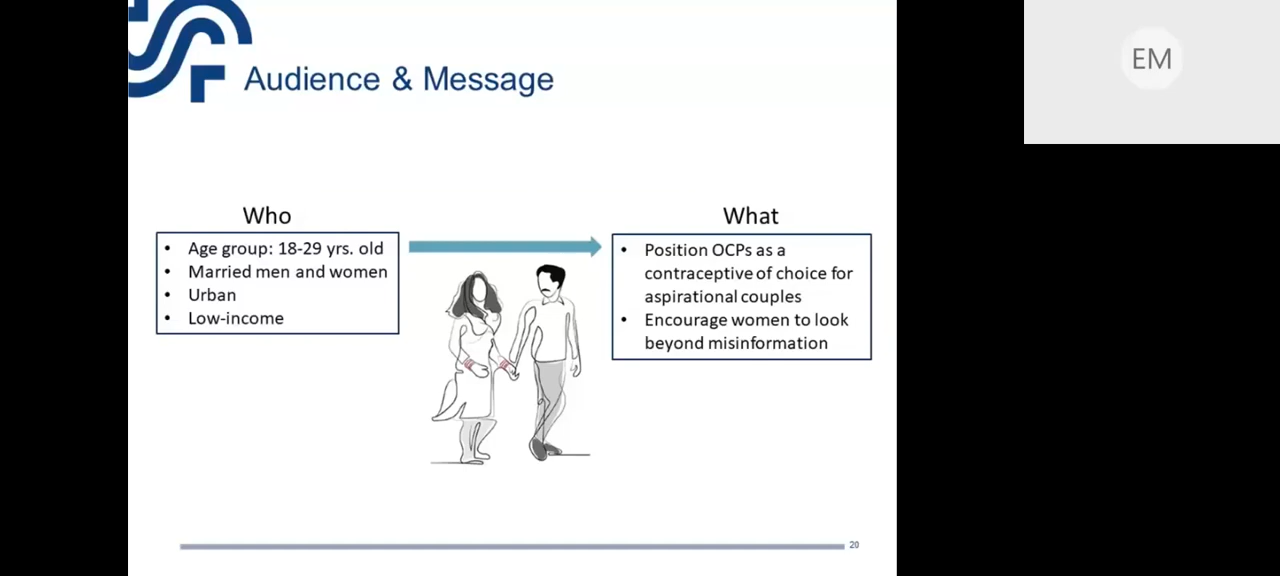 EM
Audience & Message
Who
• Age group: 18-29 yrs. old
• Married men and women
• Urban
• Low-income
What
• Position OCPs as a
contraceptive of choice for
aspirational couples
• Encourage women to look
beyond misinformation
20